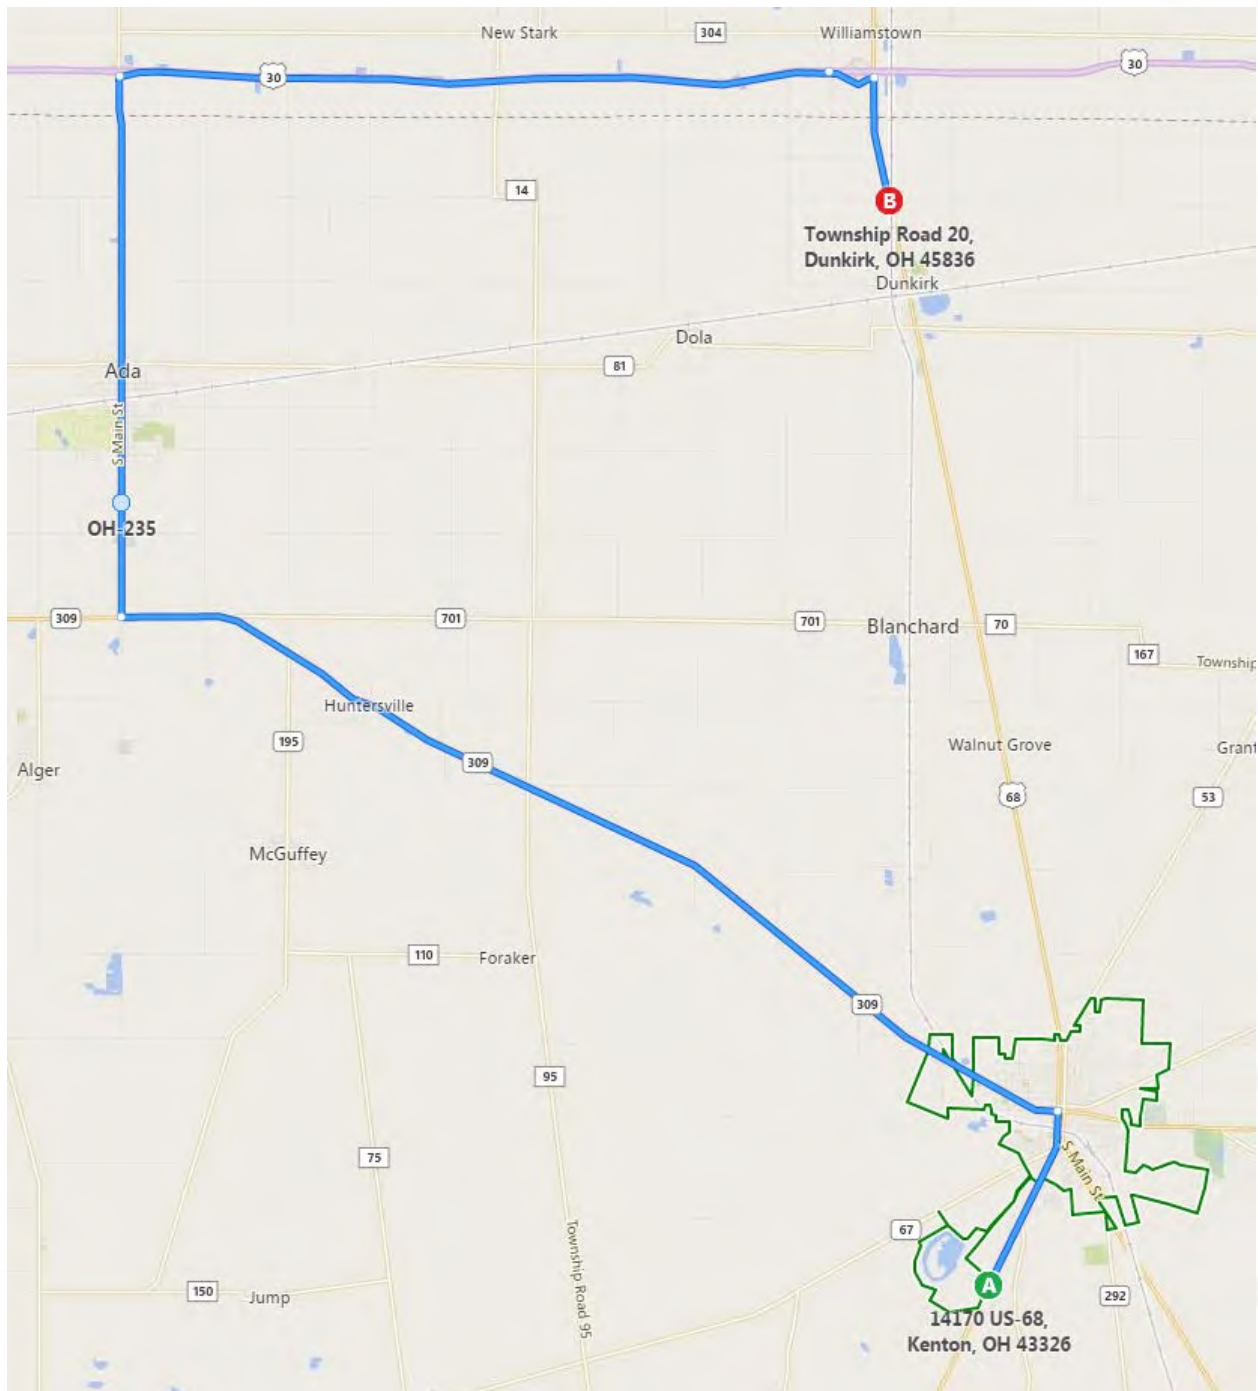 New Stark
304
Williamstown
30
30
14
B
Township Road 20,
Dunkirk, OH 45836
Dunkirk
Dola
81
Ada
S Main St
OH-235
309
701
701
Blanchard
70
167
Township
Huntersville
195
309
Walnut Grove
Grant
Alger
68
53
McGuffey
110
Foraker
309
95
75
S Main St
67
Township Road 95
A
150
Jump
292
14170 US-68,
Kenton, OH 43326